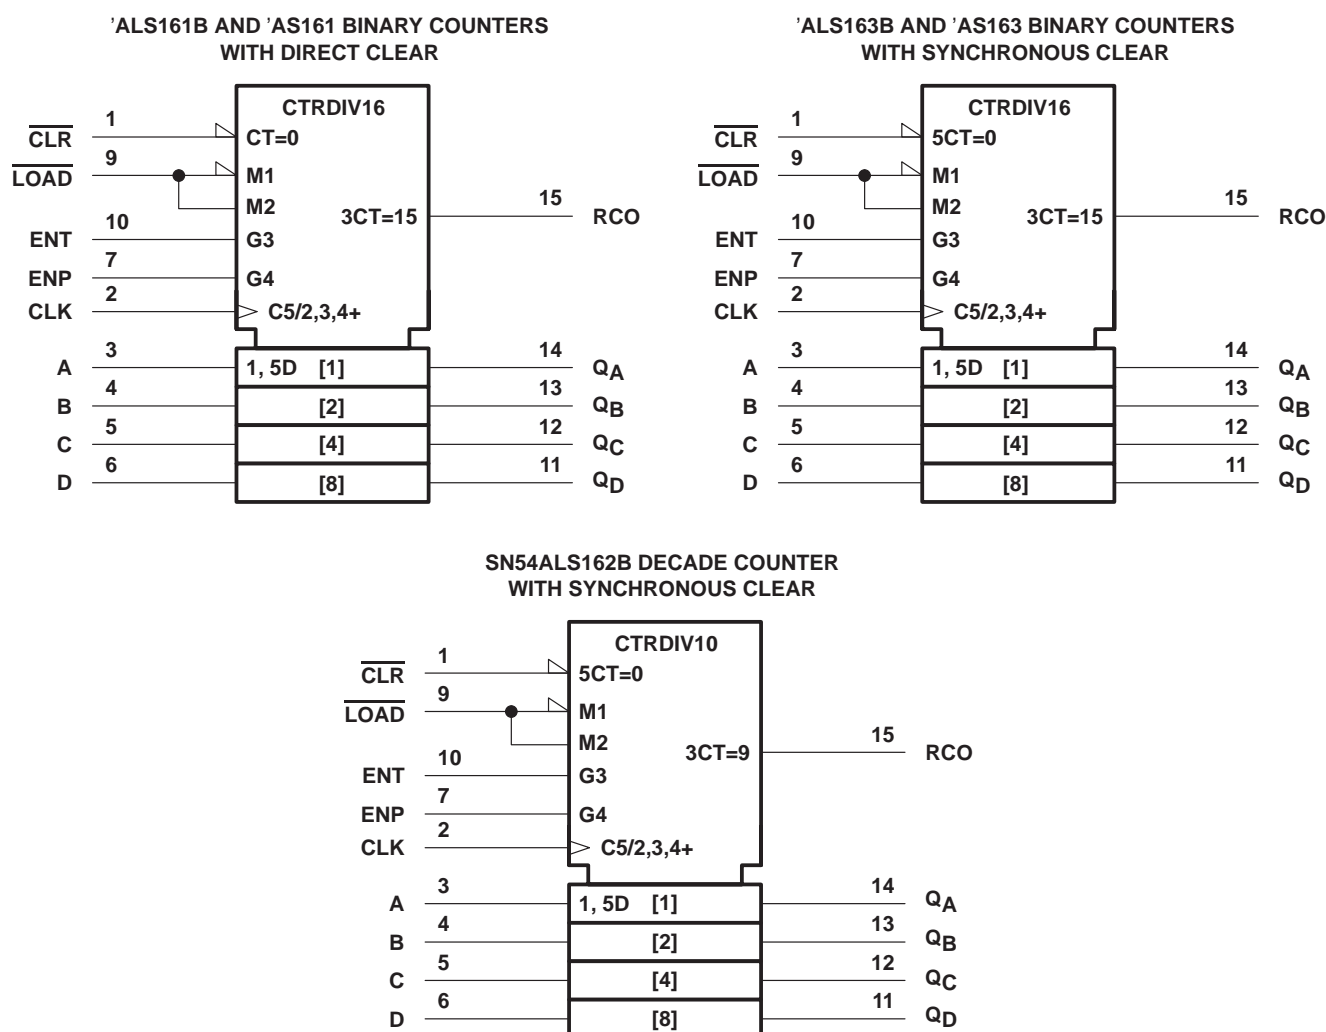 ’ALS161B AND ’AS161 BINARY COUNTERS
WITH DIRECT CLEAR
CTRDIV16
CLR 1 CT=0
LOAD 9 M1
M2
3CT=15 15 RCO
ENT 10 G3
ENP 7 G4
CLK 2 C5/2,3,4+
A 3 1, 5D [1] 14 QA
B 4 [2] 13 QB
C 5 [4] 12 QC
D 6 [8] 11 QD
’ALS163B AND ’AS163 BINARY COUNTERS
WITH SYNCHRONOUS CLEAR
CTRDIV16
CLR 1 5CT=0
LOAD 9 M1
M2
3CT=15 15 RCO
ENT 10 G3
ENP 7 G4
CLK 2 C5/2,3,4+
A 3 1, 5D [1] 14 QA
B 4 [2] 13 QB
C 5 [4] 12 QC
D 6 [8] 11 QD
SN54ALS162B DECADE COUNTER
WITH SYNCHRONOUS CLEAR
CTRDIV10
CLR 1 5CT=0
LOAD 9 M1
M2
3CT=9 15 RCO
ENT 10 G3
ENP 7 G4
CLK 2 C5/2,3,4+
A 3 1, 5D [1] 14 QA
B 4 [2] 13 QB
C 5 [4] 12 QC
D 6 [8] 11 QD